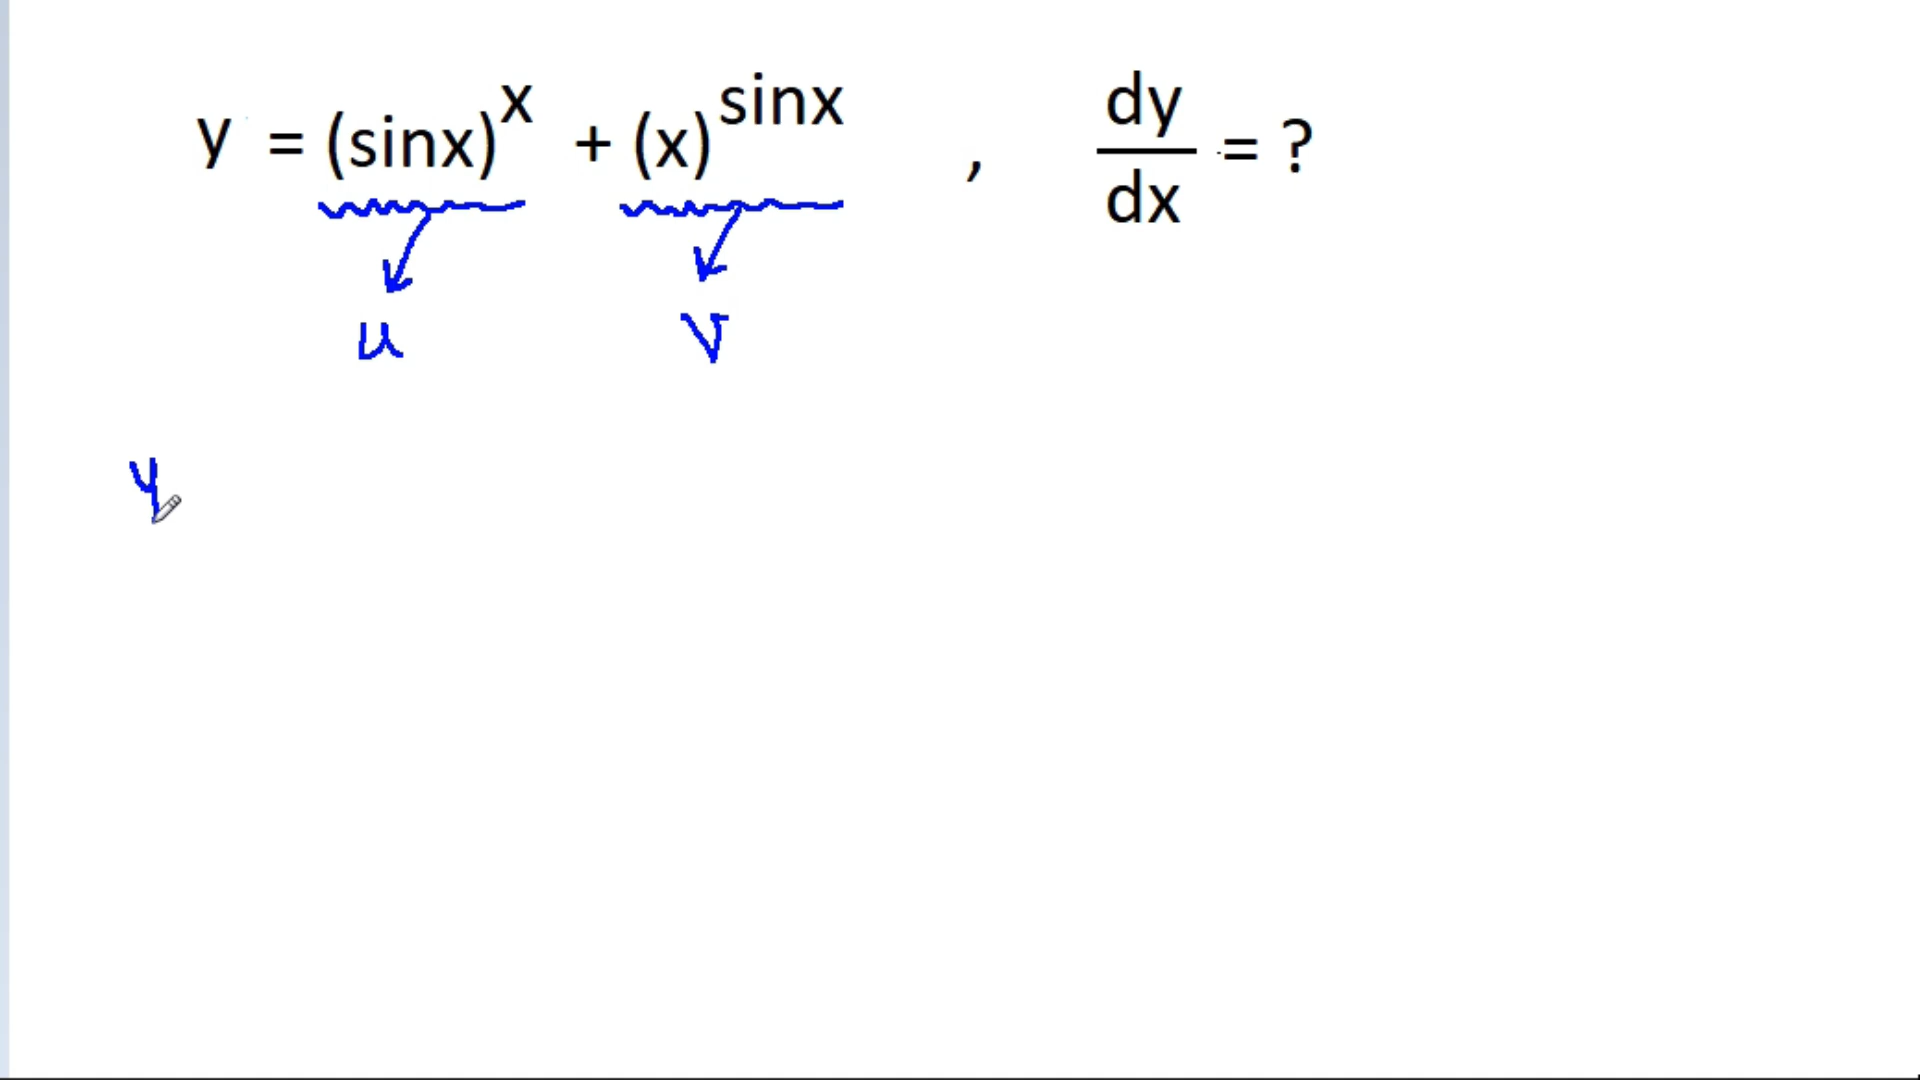 y = (sinx)^x + (x)^sinx , dy/dx = ?
u v
y